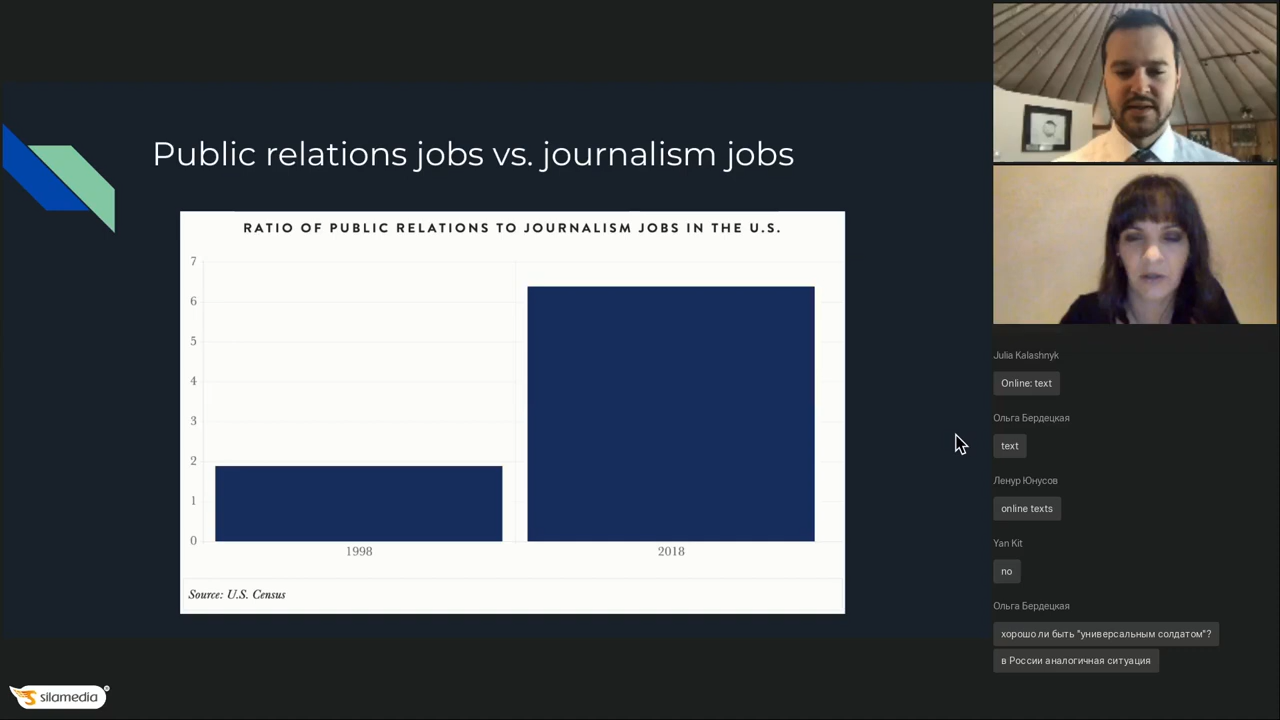 Public relations jobs vs. journalism jobs
RATIO OF PUBLIC RELATIONS TO JOURNALISM JOBS IN THE U.S.
7
6
5
4
3
2
1
0
1998 2018
Source: U.S. Census
Julia Kalashnyk
Online: text
Ольга Бердецкая
text
Ленур Юнусов
online texts
Yan Kit
no
Ольга Бердецкая
хорошо ли быть "универсальным солдатом"?
в России аналогичная ситуация
silamedia